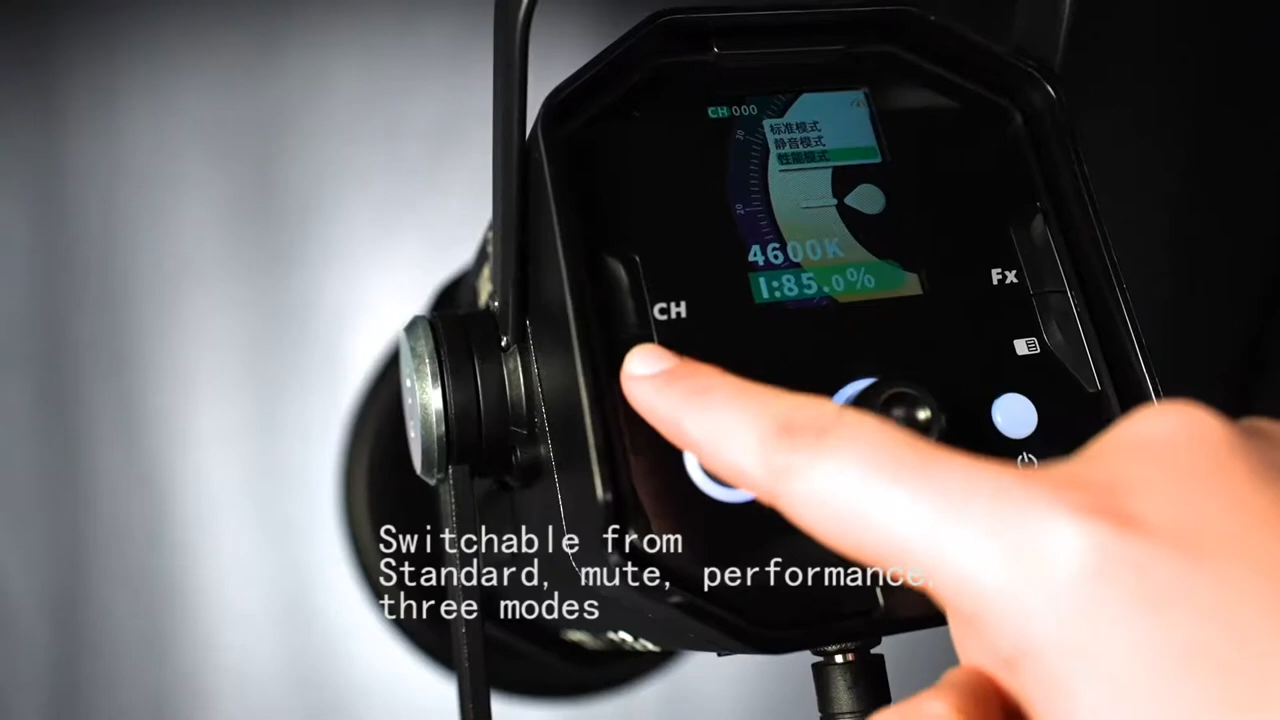 CH 000
标准模式
静音模式
性能模式
20
4600K
I:85.0%
Fx
CH
Switchable from
Standard, mute, performance,
three modes